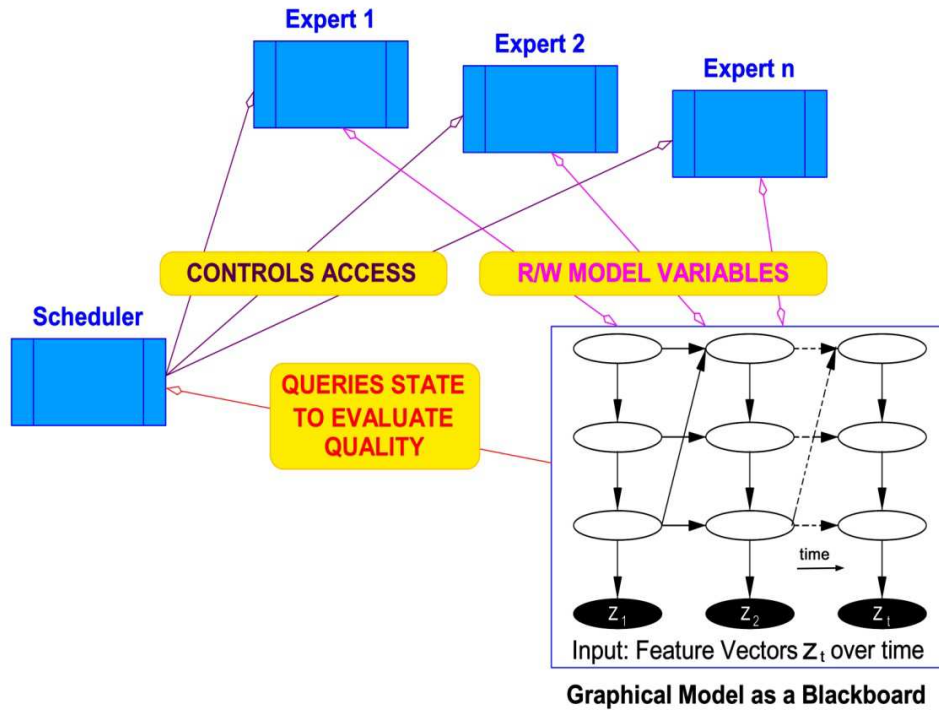 Expert 1
Expert 2
Expert n
CONTROLS ACCESS
R/W MODEL VARIABLES
Scheduler
QUERIES STATE
TO EVALUATE
QUALITY
time
Z1
Z2
Zt
Input: Feature Vectors Zt over time
Graphical Model as a Blackboard